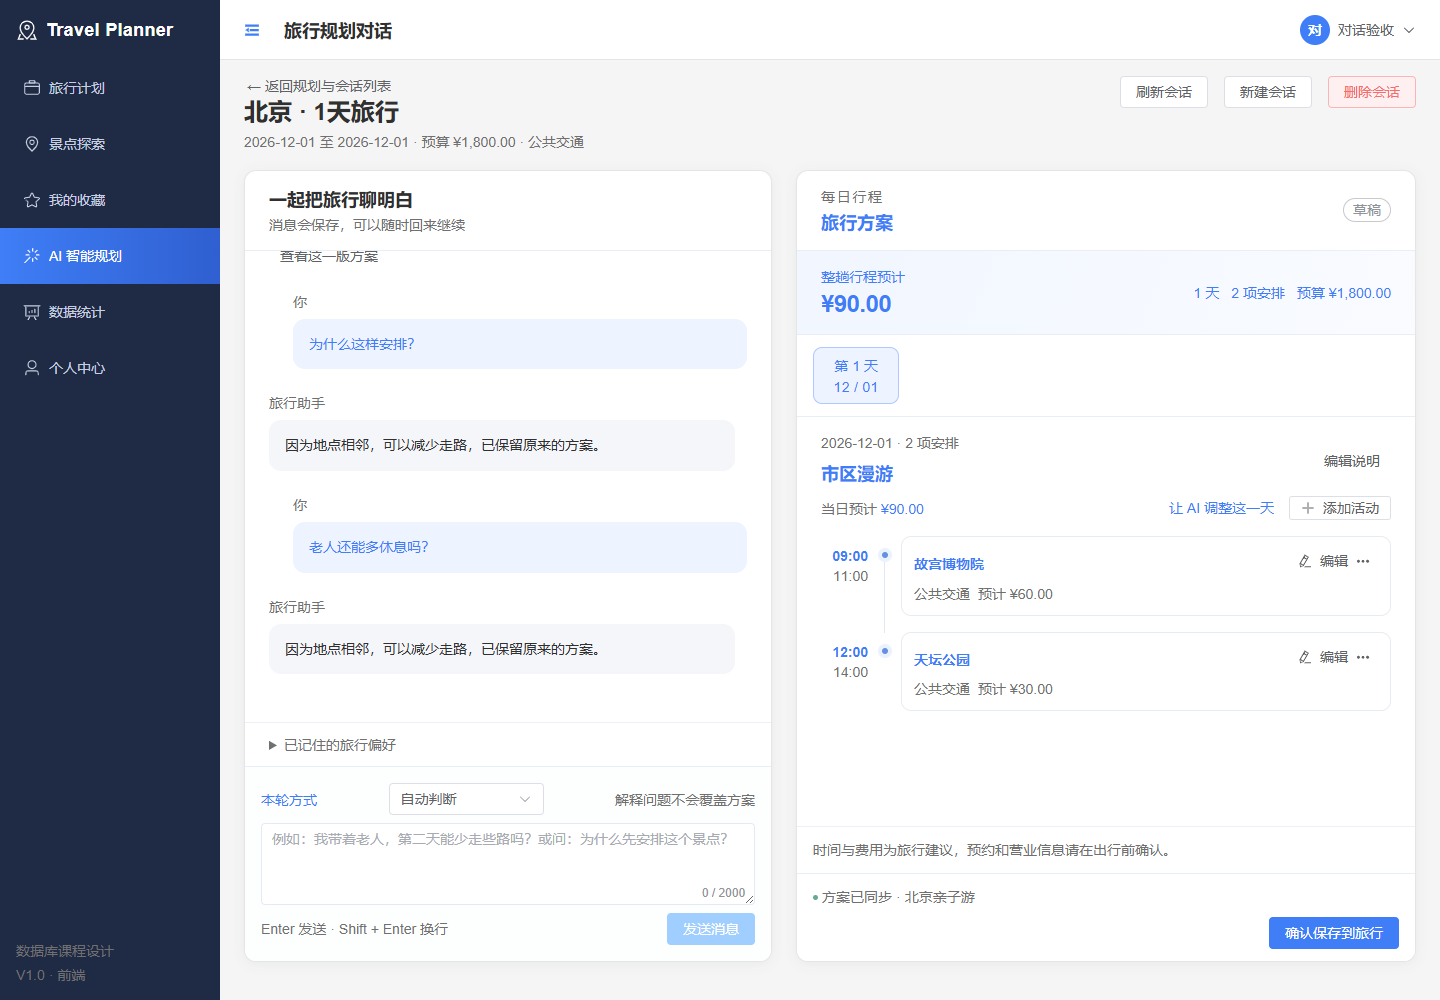 Travel Planner
旅行计划
景点探索
我的收藏
AI 智能规划
数据统计
个人中心
数据库课程设计
V1.0 · 前端
旅行规划对话
对
对话验收
← 返回规划与会话列表
北京 · 1天旅行
2026-12-01 至 2026-12-01 · 预算 ¥1,800.00 · 公共交通
刷新会话
新建会话
删除会话
一起把旅行聊明白
消息会保存，可以随时回来继续
查看这一版方案
你
为什么这样安排？
旅行助手
因为地点相邻，可以减少走路，已保留原来的方案。
你
老人还能多休息吗？
旅行助手
因为地点相邻，可以减少走路，已保留原来的方案。
▶ 已记住的旅行偏好
本轮方式
自动判断
解释问题不会覆盖方案
例如：我带着老人，第二天能少走些路吗？或问：为什么先安排这个景点？
0 / 2000
Enter 发送 · Shift + Enter 换行
发送消息
每日行程
旅行方案
草稿
整趟行程预计
¥90.00
1 天 2 项安排 预算 ¥1,800.00
第 1 天
12 / 01
2026-12-01 · 2 项安排
市区漫游
编辑说明
当日预计 ¥90.00
让 AI 调整这一天
添加活动
09:00
11:00
故宫博物院
编辑
公共交通 预计 ¥60.00
12:00
14:00
天坛公园
编辑
公共交通 预计 ¥30.00
时间与费用为旅行建议，预约和营业信息请在出行前确认。
方案已同步 · 北京亲子游
确认保存到旅行